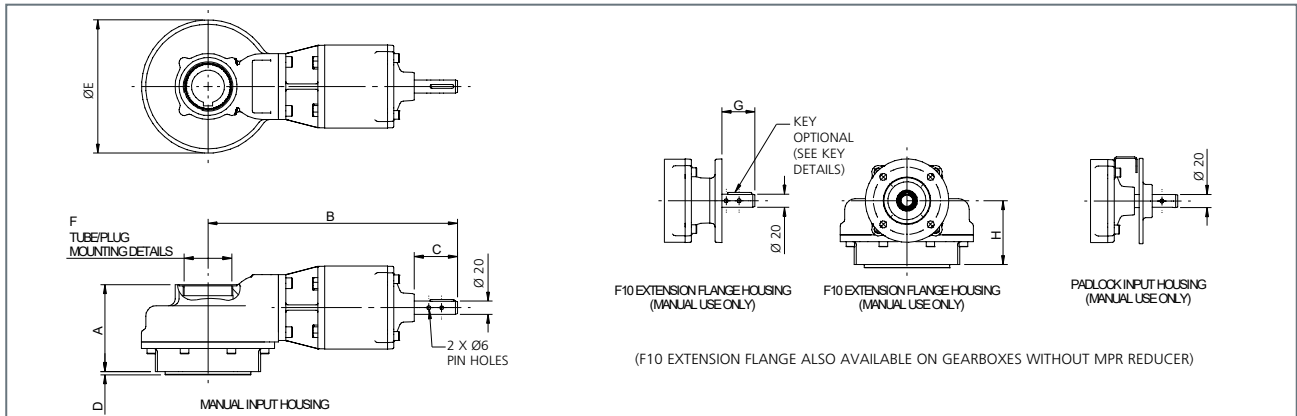 ØE
F
TUBE/PLUG
MOUNTING DETAILS
B
C
Ø 20
A
D
2 X Ø6
PIN HOLES
MANUAL INPUT HOUSING
G
KEY
OPTIONAL
(SEE KEY
DETAILS)
Ø 20
F10 EXTENSION FLANGE HOUSING
(MANUAL USE ONLY)
H
F10 EXTENSION FLANGE HOUSING
(MANUAL USE ONLY)
Ø 20
PADLOCK INPUT HOUSING
(MANUAL USE ONLY)
(F10 EXTENSION FLANGE ALSO AVAILABLE ON GEARBOXES WITHOUT MPR REDUCER)